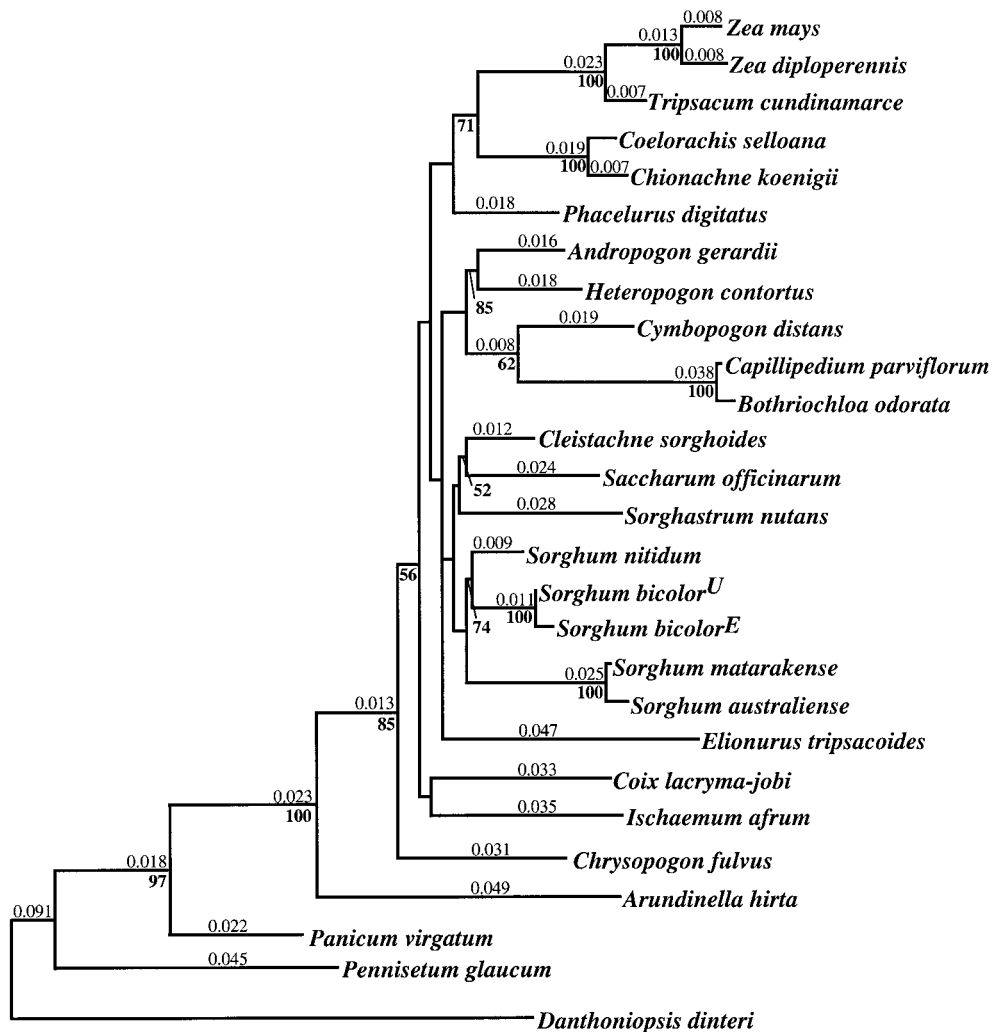 0.008
Zea mays
0.013
100
0.008
Zea diploperennis
0.023
100
0.007
Tripsacum cundinamarce
71
0.019
Coelorachis selloana
100
0.007
Chionachne koenigii
0.018
Phacelurus digitatus
0.016
Andropogon gerardii
0.018
Heteropogon contortus
85
0.019
Cymbopogon distans
0.008
62
0.038
Capillipedium parviflorum
100
Bothriochloa odorata
0.012
Cleistachne sorghoides
0.024
Saccharum officinarum
52
0.028
Sorghastrum nutans
0.009
Sorghum nitidum
56
0.011
Sorghum bicolorU
100
74
Sorghum bicolorE
0.025
Sorghum matarakense
100
Sorghum australiense
0.013
85
0.047
Elionurus tripsacoides
0.033
Coix lacryma-jobi
0.023
100
0.035
Ischaemum afrum
0.031
Chrysopogon fulvus
0.018
97
0.049
Arundinella hirta
0.091
0.022
Panicum virgatum
0.045
Pennisetum glaucum
Danthoniopsis dinteri